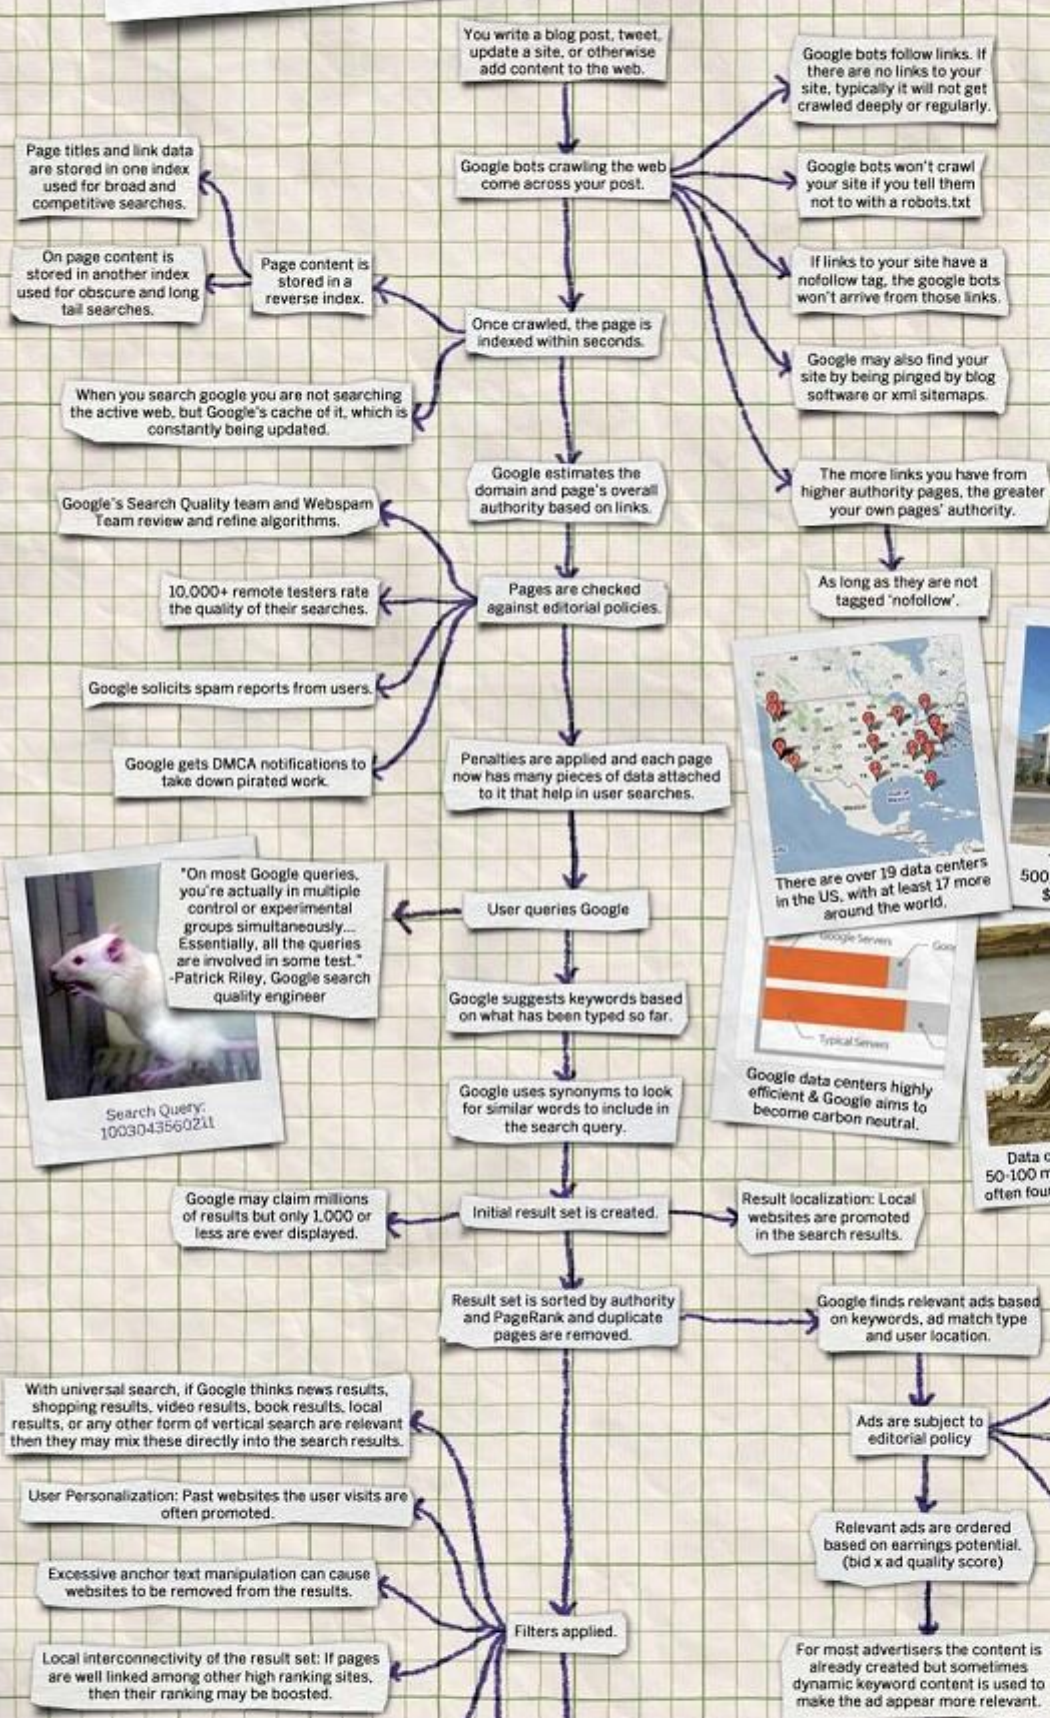 You write a blog post, tweet,
update a site, or otherwise
add content to the web.
Google bots follow links. If
there are no links to your
site, typically it will not get
crawled deeply or regularly.
Page titles and link data
are stored in one index
used for broad and
competitive searches.
Google bots crawling the web
come across your post.
Google bots won't crawl
your site if you tell them
not to with a robots.txt
On page content is
stored in another index
used for obscure and long
tail searches.
Page content is
stored in a
reverse index.
If links to your site have a
nofollow tag, the google bots
won't arrive from those links.
Once crawled, the page is
indexed within seconds.
Google may also find your
site by being pinged by blog
software or xml sitemaps.
When you search google you are not searching
the active web, but Google's cache of it, which is
constantly being updated.
Google estimates the
domain and page's overall
authority based on links.
The more links you have from
higher authority pages, the greater
your own pages' authority.
Google's Search Quality team and Webspam
Team review and refine algorithms.
As long as they are not
tagged 'nofollow'.
10,000+ remote testers rate
the quality of their searches.
Pages are checked
against editorial policies.
Google solicits spam reports from users.
Google gets DMCA notifications to
take down pirated work.
Penalties are applied and each page
now has many pieces of data attached
to it that help in user searches.
Mexico
Gulf of
Mexico
There are over 19 data centers
in the US, with at least 17 more
around the world.
500
$
"On most Google queries,
you're actually in multiple
control or experimental
groups simultaneously...
Essentially, all the queries
are involved in some test."
-Patrick Riley, Google search
quality engineer
User queries Google
Google Servers
Goo
Typical Servers
Google suggests keywords based
on what has been typed so far.
Google data centers highly
efficient & Google aims to
become carbon neutral.
Search Query:
1003043560211
Google uses synonyms to look
for similar words to include in
the search query.
Data c
50-100 m
often four
Google may claim millions
of results but only 1,000 or
less are ever displayed.
Initial result set is created.
Result localization: Local
websites are promoted
in the search results.
Result set is sorted by authority
and PageRank and duplicate
pages are removed.
Google finds relevant ads based
on keywords, ad match type
and user location.
With universal search, if Google thinks news results,
shopping results, video results, book results, local
results, or any other form of vertical search are relevant
then they may mix these directly into the search results.
Ads are subject to
editorial policy
User Personalization: Past websites the user visits are
often promoted.
Relevant ads are ordered
based on earnings potential.
(bid x ad quality score)
Excessive anchor text manipulation can cause
websites to be removed from the results.
Filters applied.
Local interconnectivity of the result set: If pages
are well linked among other high ranking sites,
then their ranking may be boosted.
For most advertisers the content is
already created but sometimes
dynamic keyword content is used to
make the ad appear more relevant.